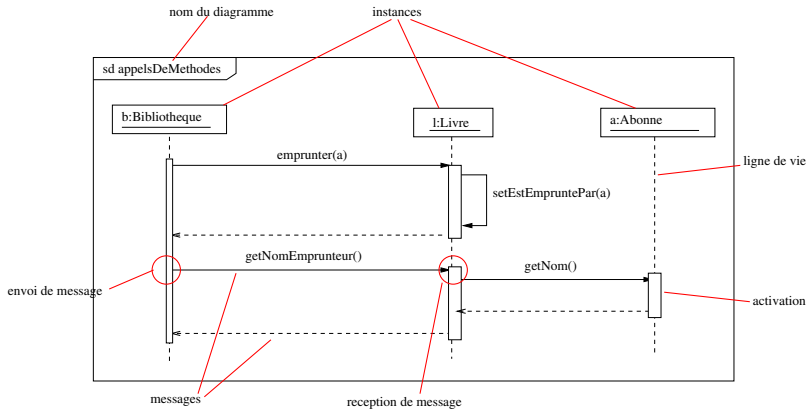 nom du diagramme
instances
sd appelsDeMethodes
b:Bibliotheque
l:Livre
a:Abonne
emprunter(a)
ligne de vie
setEstEmpruntePar(a)
getNomEmprunteur()
getNom()
envoi de message
activation
messages
reception de message